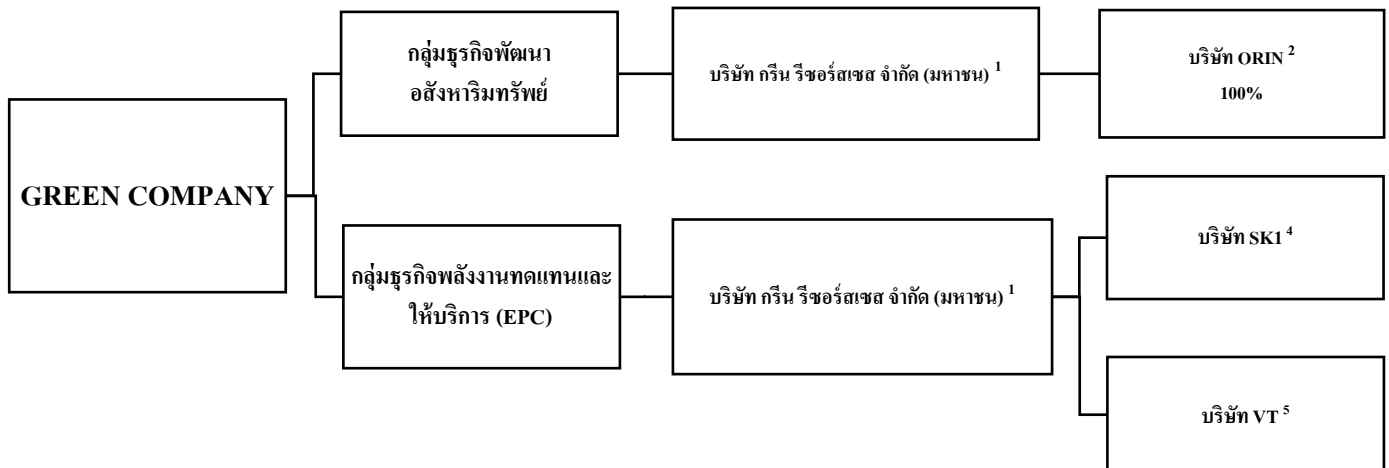 GREEN COMPANY
กลุ่มธุรกิจพัฒนา
อสังหาริมทรัพย์
บริษัท กรีน รีซอร์สเซส จำกัด (มหาชน) 1
บริษัท ORIN 2
100%
กลุ่มธุรกิจพลังงานทดแทนและ
ให้บริการ (EPC)
บริษัท กรีน รีซอร์สเซส จำกัด (มหาชน) 1
บริษัท SK1 4
บริษัท VT 5